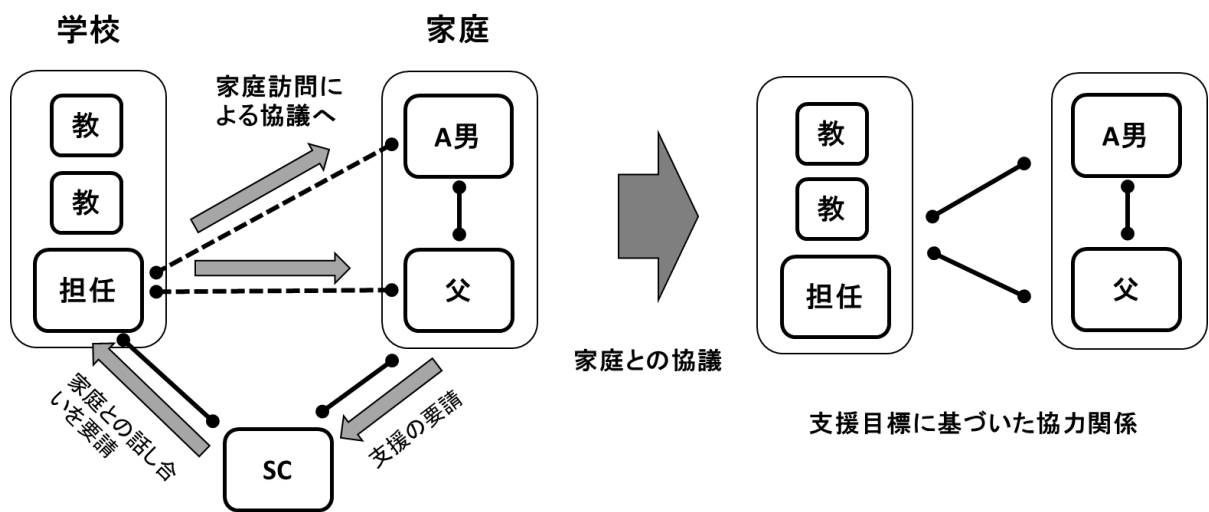 学校
家庭
家庭訪問に
よる協議へ
教
教
担任
A男
父
家庭との話し合
いを要請
支援の要請
SC
家庭との協議
教
教
担任
A男
父
支援目標に基づいた協力関係